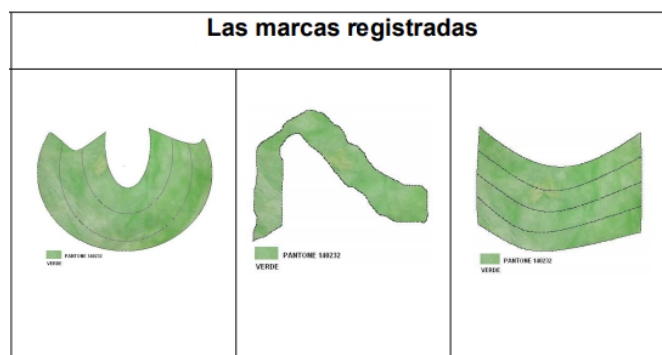 Las marcas registradas
PANTONE 140232
VERDE
PANTONE 140232
VERDE
PANTONE 140232
VERDE